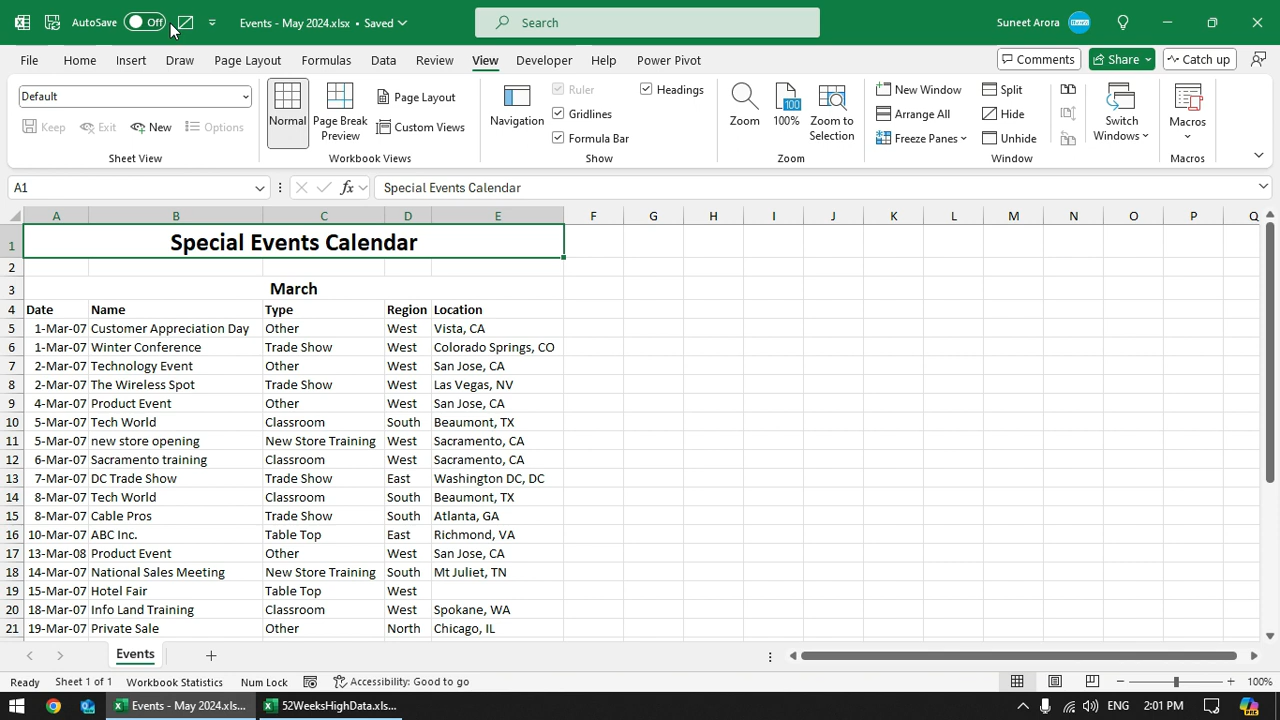 AutoSave Off Events - May 2024.xlsx • Saved Search Suneet Arora
File Home Insert Draw Page Layout Formulas Data Review View Developer Help Power Pivot Comments Share Catch up
Default
Keep Exit New Options
Sheet View
Normal Page Break Preview Page Layout Custom Views
Workbook Views
Navigation Ruler Gridlines Formula Bar Headings
Show
Zoom 100 100% Zoom to Selection
Zoom
New Window Arrange All Freeze Panes Split Hide Unhide Switch Windows
Window
Macros
Macros
A1 fx Special Events Calendar
A B C D E F G H I J K L M N O P Q
1 Special Events Calendar
2
3 March
4 Date Name Type Region Location
5 1-Mar-07 Customer Appreciation Day Other West Vista, CA
6 1-Mar-07 Winter Conference Trade Show West Colorado Springs, CO
7 2-Mar-07 Technology Event Other West San Jose, CA
8 2-Mar-07 The Wireless Spot Trade Show West Las Vegas, NV
9 4-Mar-07 Product Event Other West San Jose, CA
10 5-Mar-07 Tech World Classroom South Beaumont, TX
11 5-Mar-07 new store opening New Store Training West Sacramento, CA
12 6-Mar-07 Sacramento training Classroom West Sacramento, CA
13 7-Mar-07 DC Trade Show Trade Show East Washington DC, DC
14 8-Mar-07 Tech World Classroom South Beaumont, TX
15 8-Mar-07 Cable Pros Trade Show South Atlanta, GA
16 10-Mar-07 ABC Inc. Table Top East Richmond, VA
17 13-Mar-08 Product Event Other West San Jose, CA
18 14-Mar-07 National Sales Meeting New Store Training South Mt Juliet, TN
19 15-Mar-07 Hotel Fair Table Top West
20 18-Mar-07 Info Land Training Classroom West Spokane, WA
21 19-Mar-07 Private Sale Other North Chicago, IL
Events
Ready Sheet 1 of 1 Workbook Statistics Num Lock Accessibility: Good to go 100%
Events - May 2024.xls... 52WeeksHighData.xls... ENG 2:01 PM